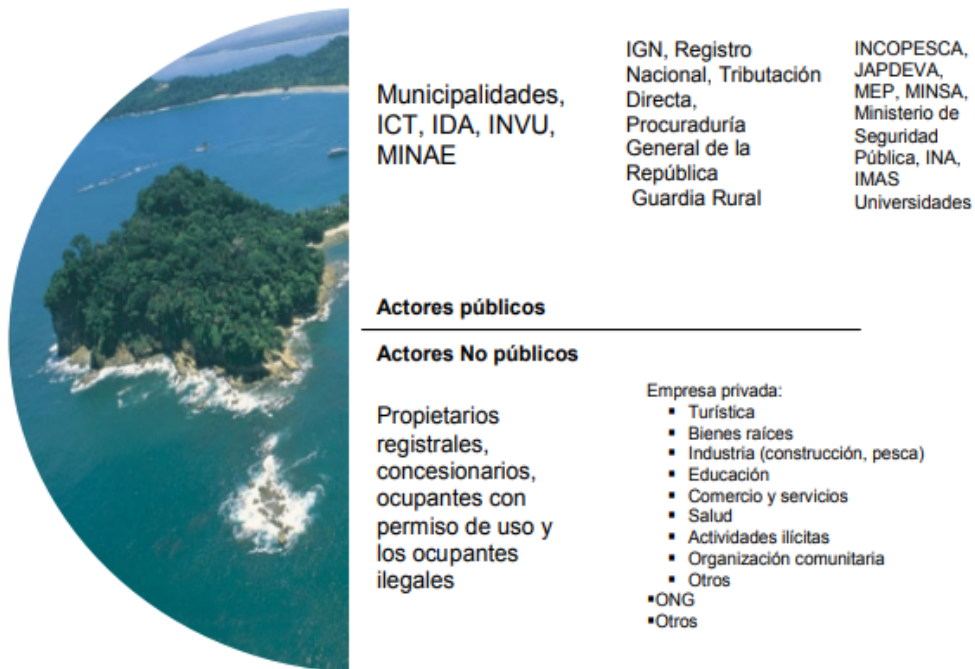 Municipalidades,
ICT, IDA, INVU,
MINAE
IGN, Registro
Nacional, Tributación
Directa,
Procuraduría
General de la
República
Guardia Rural
INCOPESCA,
JAPDEVA,
MEP, MINSA,
Ministerio de
Seguridad
Pública, INA,
IMAS
Universidades
Actores públicos
Actores No públicos
Propietarios
registrales,
concesionarios,
ocupantes con
permiso de uso y
los ocupantes
ilegales
Empresa privada:
▪ Turística
▪ Bienes raíces
▪ Industria (construcción, pesca)
▪ Educación
▪ Comercio y servicios
▪ Salud
▪ Actividades ilícitas
▪ Organización comunitaria
▪ Otros
▪ONG
▪Otros